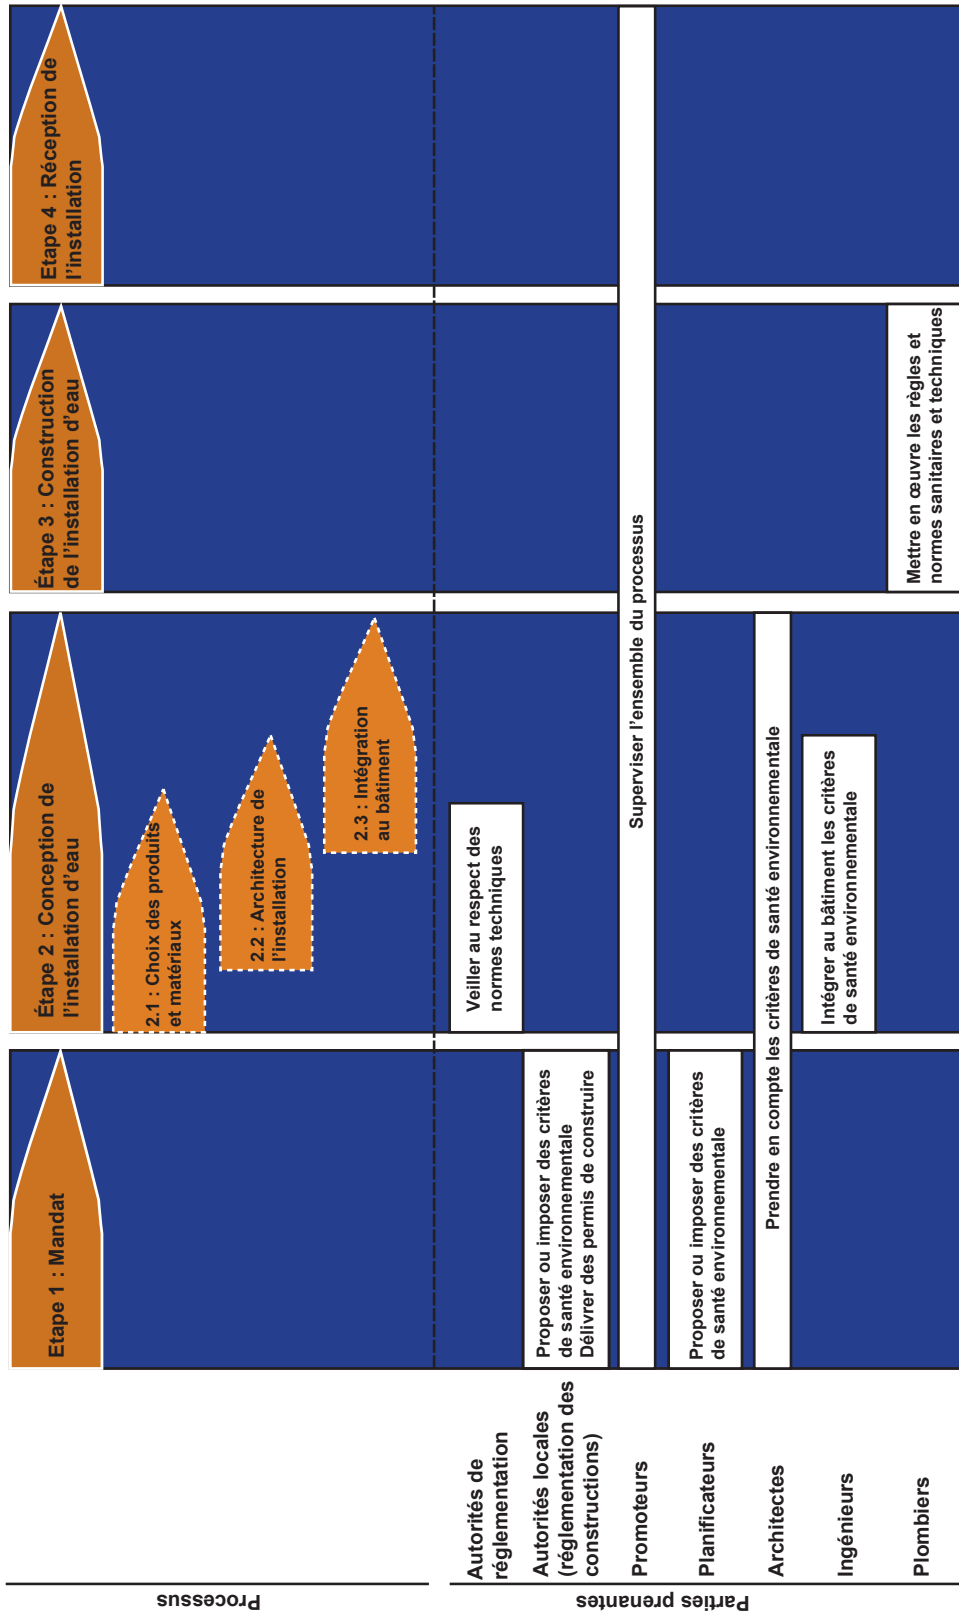 Processus
Etape 1 : Mandat
Étape 2 : Conception de
l'installation d'eau
Étape 3 : Construction
de l'installation d'eau
Etape 4 : Réception de
l'installation
2.1 : Choix des produits
et matériaux
2.2 : Architecture de
l'installation
2.3 : Intégration
au bâtiment
Parties prenantes
Autorités de
réglementation
Veiller au respect des
normes techniques
Autorités locales
(réglementation des
constructions)
Proposer ou imposer des critères
de santé environnementale
Délivrer des permis de construire
Promoteurs
Superviser l'ensemble du processus
Planificateurs
Proposer ou imposer des critères
de santé environnementale
Architectes
Prendre en compte les critères de santé environnementale
Ingénieurs
Intégrer au bâtiment les critères
de santé environnementale
Plombiers
Mettre en œuvre les règles et
normes sanitaires et techniques